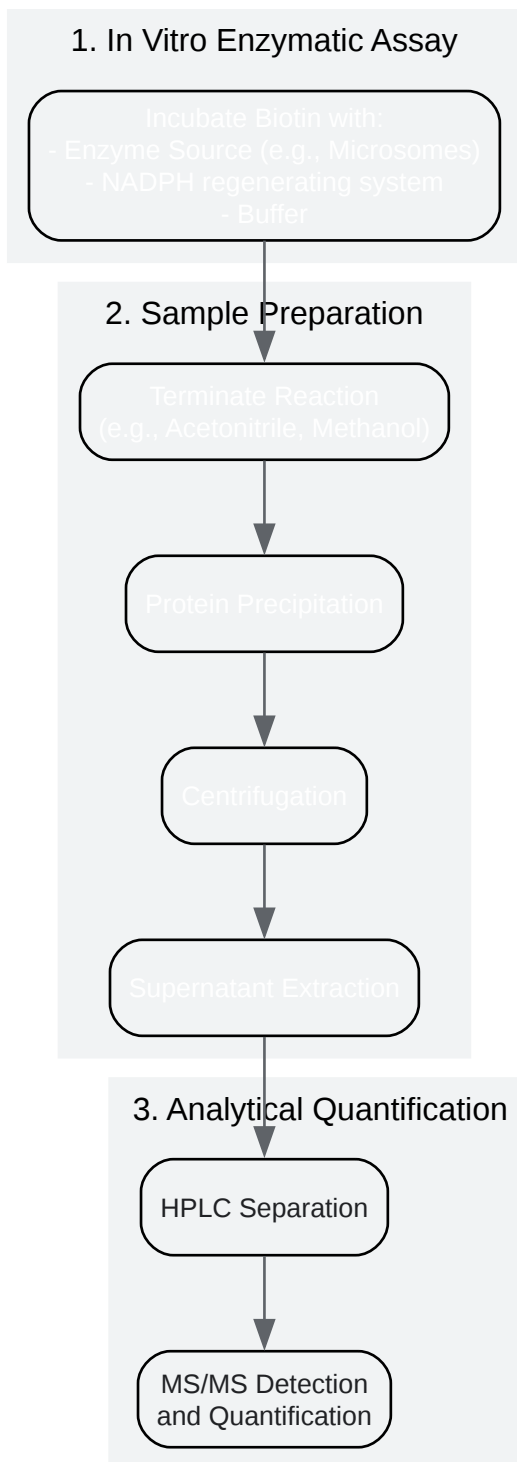 1. In Vitro Enzymatic Assay
Incubate Biotin with:
- Enzyme Source (e.g., Microsomes)
- NADPH regenerating system
- Buffer
2. Sample Preparation
Terminate Reaction
(e.g., Acetonitrile, Methanol)
Protein Precipitation
Centrifugation
Supernatant Extraction
3. Analytical Quantification
HPLC Separation
MS/MS Detection
and Quantification